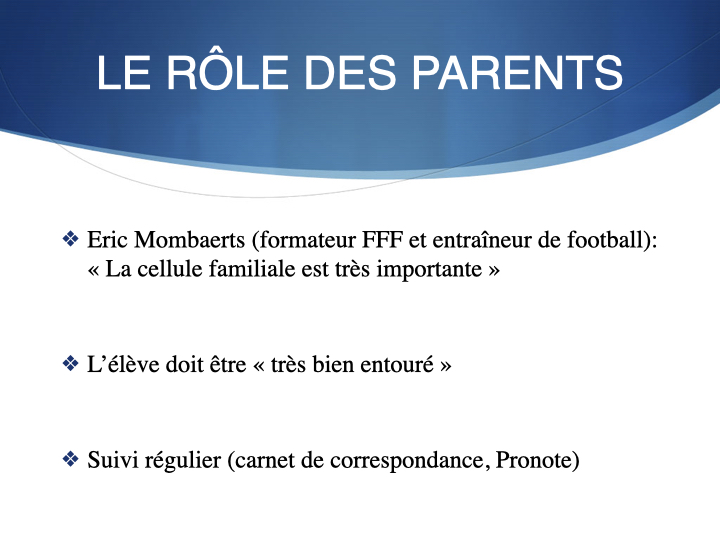 LE RÔLE DES PARENTS
❖ Eric Mombaerts (formateur FFF et entraîneur de football):
« La cellule familiale est très importante »
❖ L’élève doit être « très bien entouré »
❖ Suivi régulier (carnet de correspondance, Pronote)